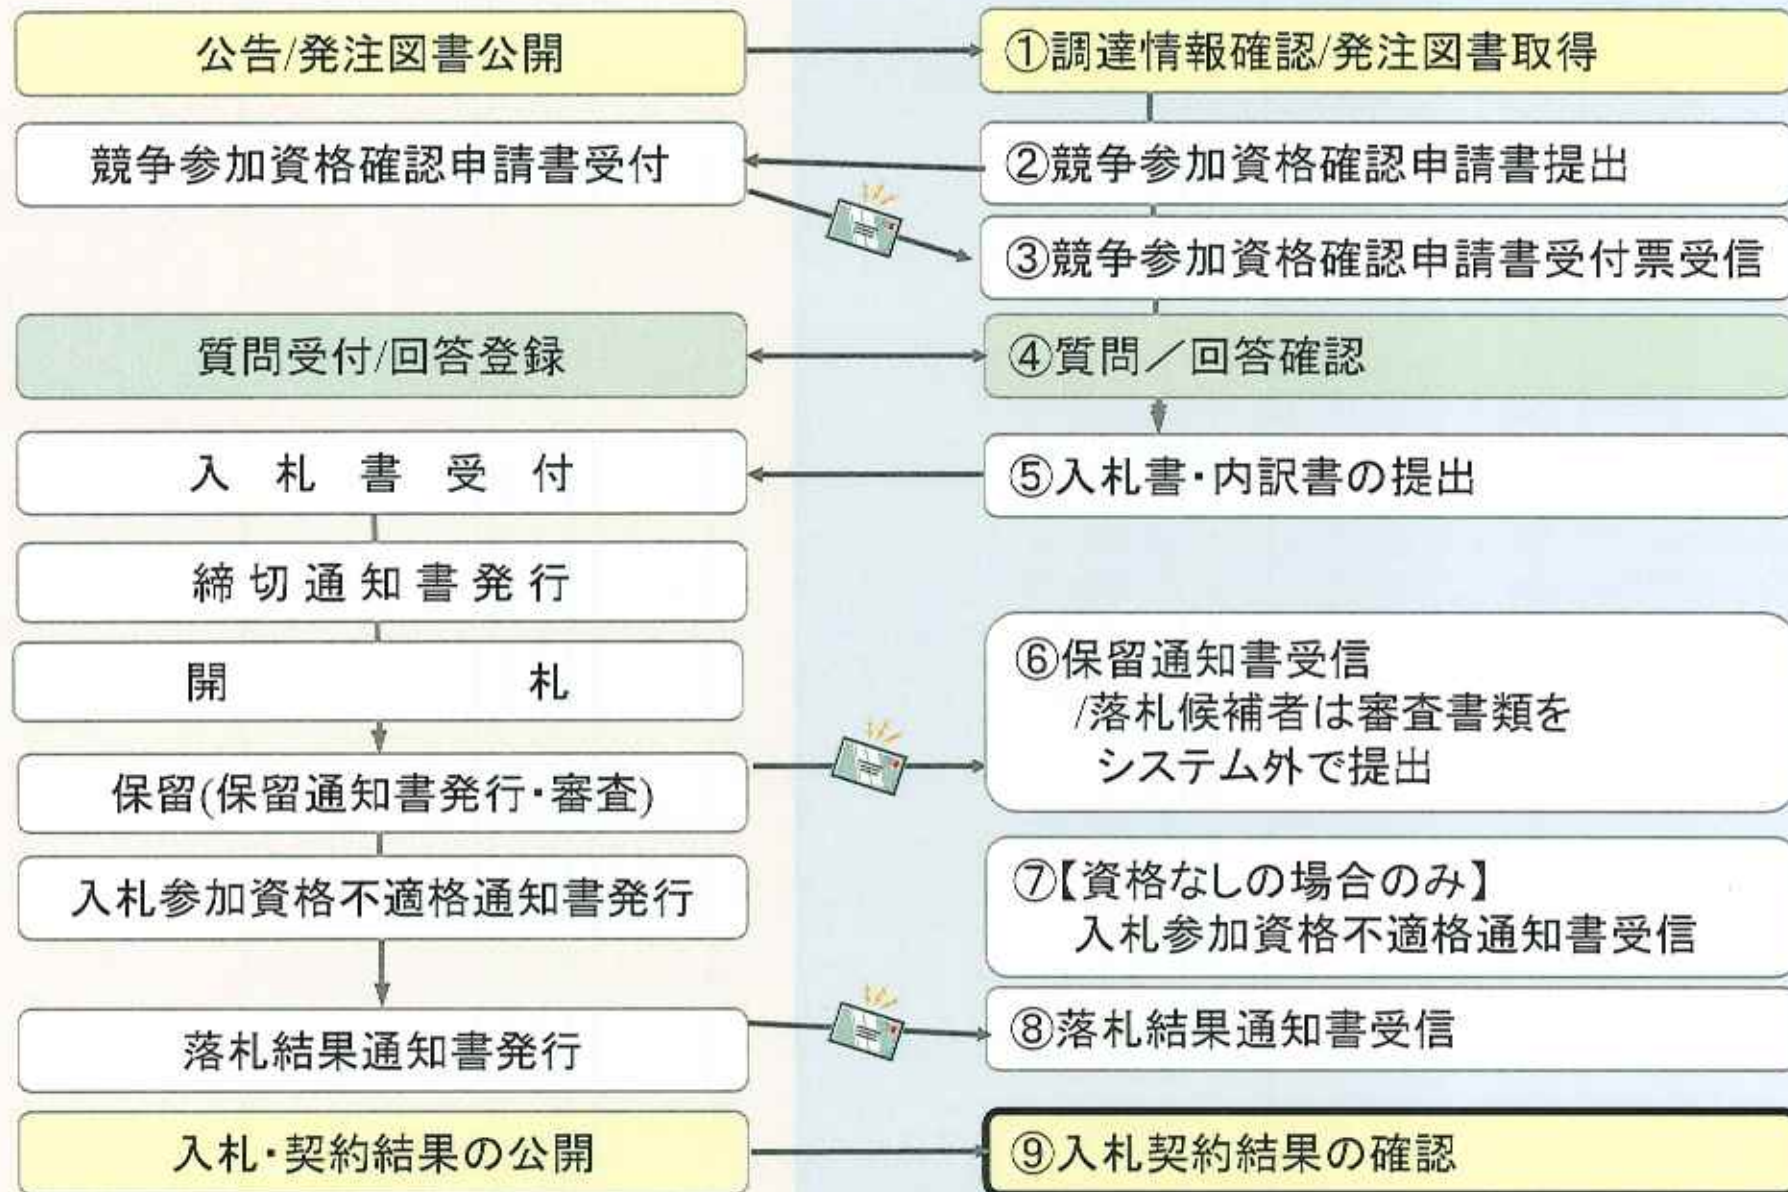 公告/発注図書公開
①調達情報確認/発注図書取得
競争参加資格確認申請書受付
②競争参加資格確認申請書提出
③競争参加資格確認申請書受付票受信
質問受付/回答登録
④質問／回答確認
入札書受付
⑤入札書・内訳書の提出
締切通知書発行
開札
⑥保留通知書受信
/落札候補者は審査書類を
システム外で提出
保留(保留通知書発行・審査)
入札参加資格不適格通知書発行
⑦【資格なしの場合のみ】
入札参加資格不適格通知書受信
落札結果通知書発行
⑧落札結果通知書受信
入札・契約結果の公開
⑨入札契約結果の確認